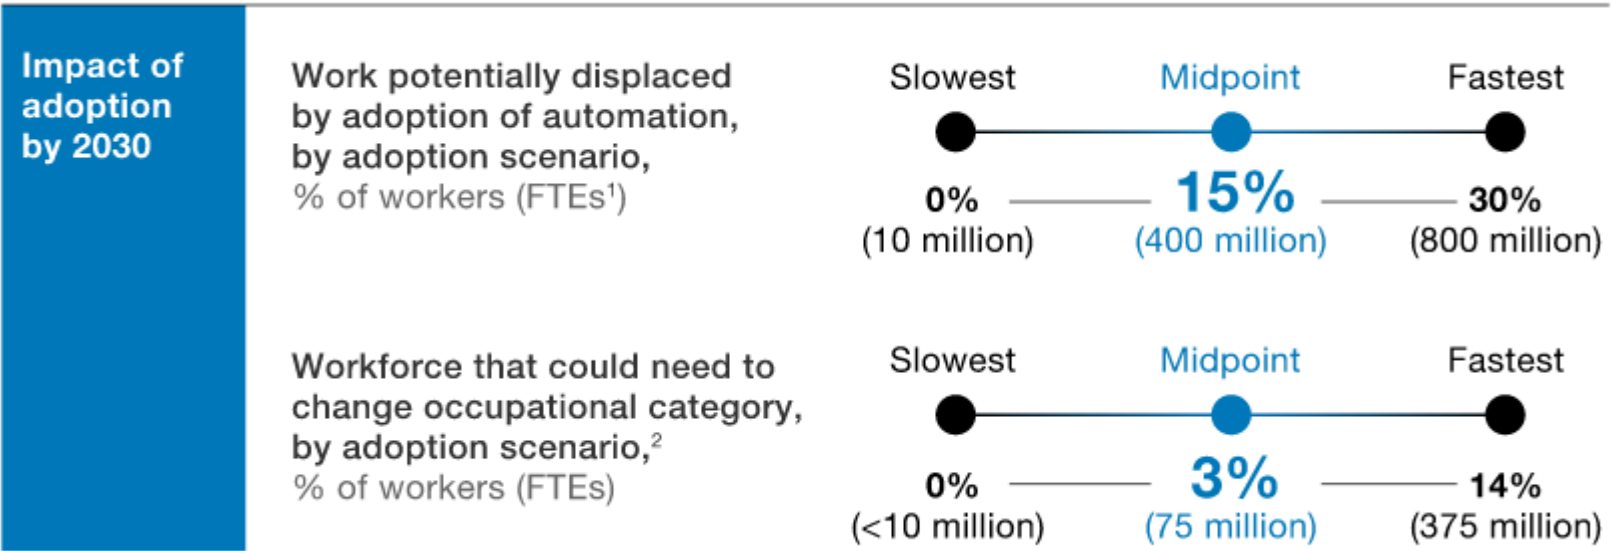 Impact of
adoption
by 2030
Work potentially displaced
by adoption of automation,
by adoption scenario,
% of workers (FTEs¹)
Slowest Midpoint Fastest
0% 15% 30%
(10 million) (400 million) (800 million)
Workforce that could need to
change occupational category,
by adoption scenario,²
% of workers (FTEs)
Slowest Midpoint Fastest
0% 3% 14%
(<10 million) (75 million) (375 million)